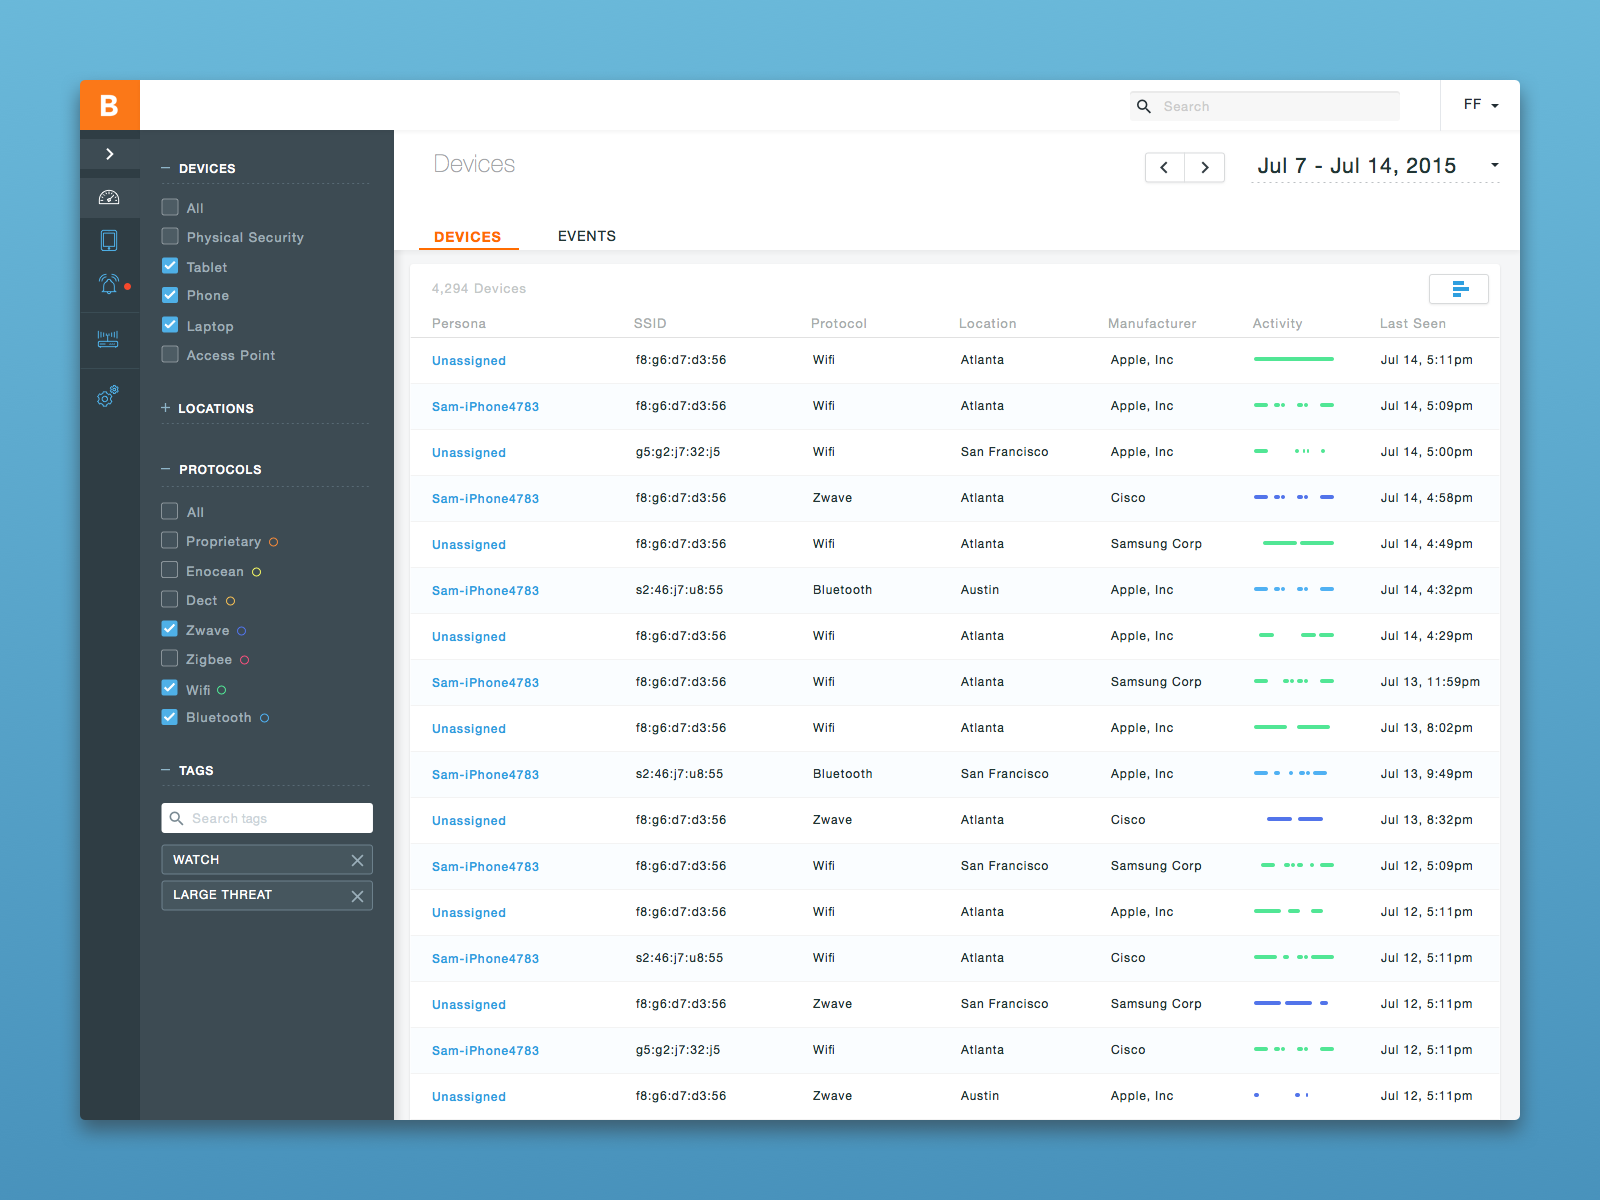 B
Search
FF
Devices
Jul 7 - Jul 14, 2015
DEVICES
EVENTS
DEVICES
All
Physical Security
Tablet
Phone
Laptop
Access Point
LOCATIONS
PROTOCOLS
All
Proprietary
Enocean
Dect
Zwave
Zigbee
Wifi
Bluetooth
TAGS
Search tags
WATCH
LARGE THREAT
4,294 Devices
Persona SSID Protocol Location Manufacturer Activity Last Seen
Unassigned f8:g6:d7:d3:56 Wifi Atlanta Apple, Inc Jul 14, 5:11pm
Sam-iPhone4783 f8:g6:d7:d3:56 Wifi Atlanta Apple, Inc Jul 14, 5:09pm
Unassigned g5:g2:j7:32:j5 Wifi San Francisco Apple, Inc Jul 14, 5:00pm
Sam-iPhone4783 f8:g6:d7:d3:56 Zwave Atlanta Cisco Jul 14, 4:58pm
Unassigned f8:g6:d7:d3:56 Wifi Atlanta Samsung Corp Jul 14, 4:49pm
Sam-iPhone4783 s2:46:j7:u8:55 Bluetooth Austin Apple, Inc Jul 14, 4:32pm
Unassigned f8:g6:d7:d3:56 Wifi Atlanta Apple, Inc Jul 14, 4:29pm
Sam-iPhone4783 f8:g6:d7:d3:56 Wifi Atlanta Samsung Corp Jul 13, 11:59pm
Unassigned f8:g6:d7:d3:56 Wifi Atlanta Apple, Inc Jul 13, 8:02pm
Sam-iPhone4783 s2:46:j7:u8:55 Bluetooth San Francisco Apple, Inc Jul 13, 9:49pm
Unassigned f8:g6:d7:d3:56 Zwave Atlanta Cisco Jul 13, 8:32pm
Sam-iPhone4783 f8:g6:d7:d3:56 Wifi San Francisco Samsung Corp Jul 12, 5:09pm
Unassigned f8:g6:d7:d3:56 Wifi Atlanta Apple, Inc Jul 12, 5:11pm
Sam-iPhone4783 s2:46:j7:u8:55 Wifi Atlanta Cisco Jul 12, 5:11pm
Unassigned f8:g6:d7:d3:56 Zwave San Francisco Samsung Corp Jul 12, 5:11pm
Sam-iPhone4783 g5:g2:j7:32:j5 Wifi Atlanta Cisco Jul 12, 5:11pm
Unassigned f8:g6:d7:d3:56 Zwave Austin Apple, Inc Jul 12, 5:11pm